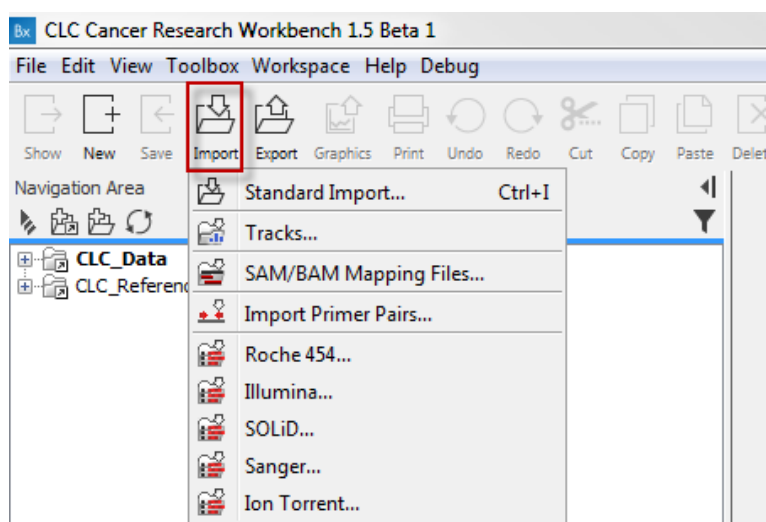 Bx CLC Cancer Research Workbench 1.5 Beta 1
File Edit View Toolbox Workspace Help Debug
Show New Save Import Export Graphics Print Undo Redo Cut Copy Paste
Navigation Area
Standard Import... Ctrl+I
Tracks...
CLC_Data
SAM/BAM Mapping Files...
Import Primer Pairs...
Roche 454...
Illumina...
SOLiD...
Sanger...
Ion Torrent...